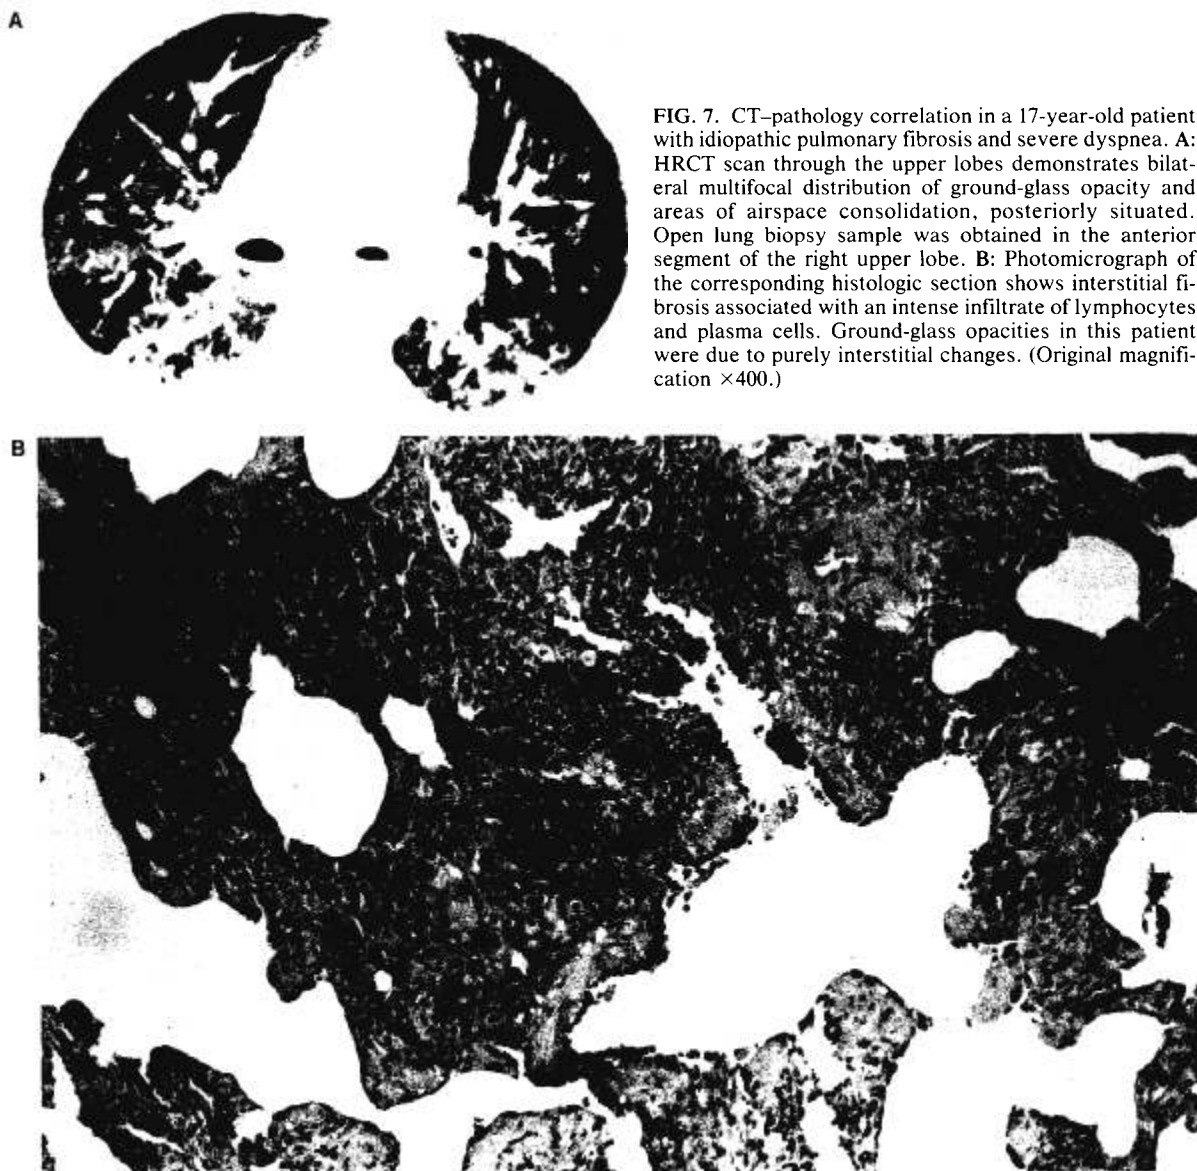 A
FIG. 7. CT–pathology correlation in a 17-year-old patient
with idiopathic pulmonary fibrosis and severe dyspnea. A:
HRCT scan through the upper lobes demonstrates bilat-
eral multifocal distribution of ground-glass opacity and
areas of airspace consolidation, posteriorly situated.
Open lung biopsy sample was obtained in the anterior
segment of the right upper lobe. B: Photomicrograph of
the corresponding histologic section shows interstitial fi-
brosis associated with an intense infiltrate of lymphocytes
and plasma cells. Ground-glass opacities in this patient
were due to purely interstitial changes. (Original magnifi-
cation ×400.)
B